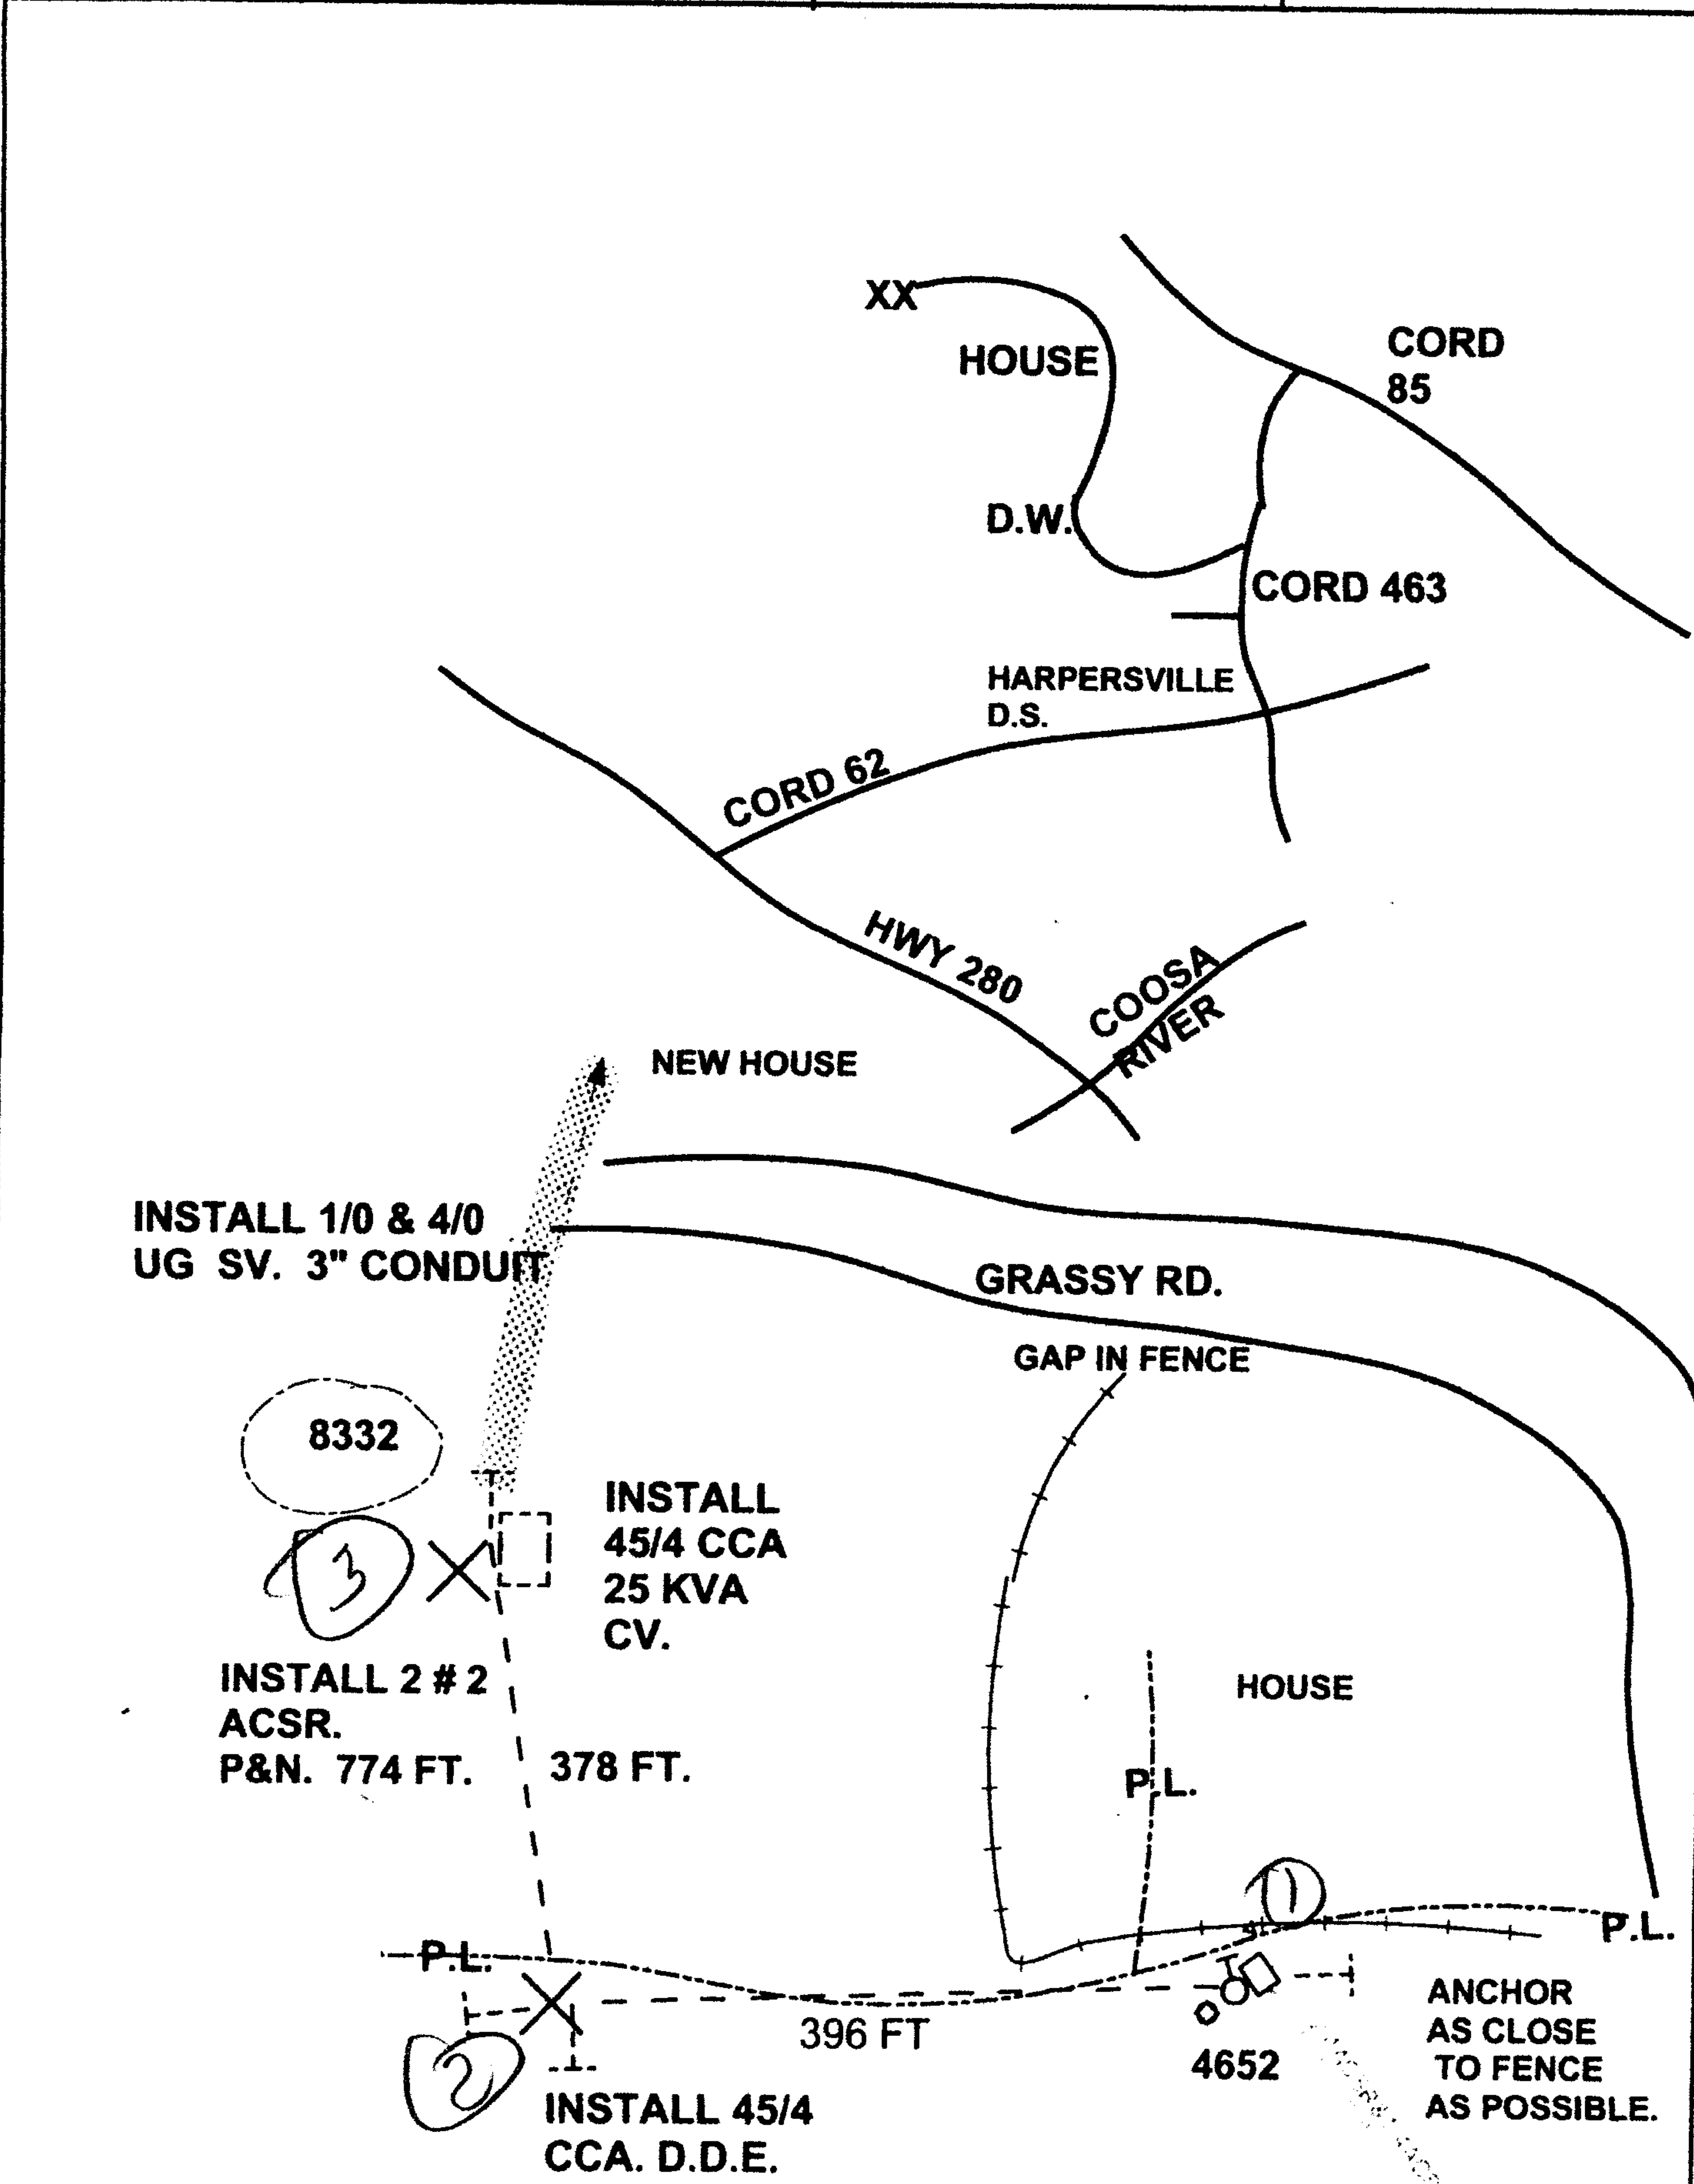 XX
HOUSE
CORD
85
D.W.
CORD 463
HARPERSVILLE
D.S.
CORD 62
HWY 280
COOSA
RIVER
NEW HOUSE
INSTALL 1/0 & 4/0
UG SV. 3" CONDUIT
GRASSY RD.
GAP IN FENCE
8332
3
INSTALL
45/4 CCA
25 KVA
CV.
INSTALL 2 # 2
ACSR.
P&N. 774 FT.
378 FT.
HOUSE
P.L.
1
P.L.
P.L.
396 FT
4652
ANCHOR
AS CLOSE
TO FENCE
AS POSSIBLE.
2
INSTALL 45/4
CCA. D.D.E.